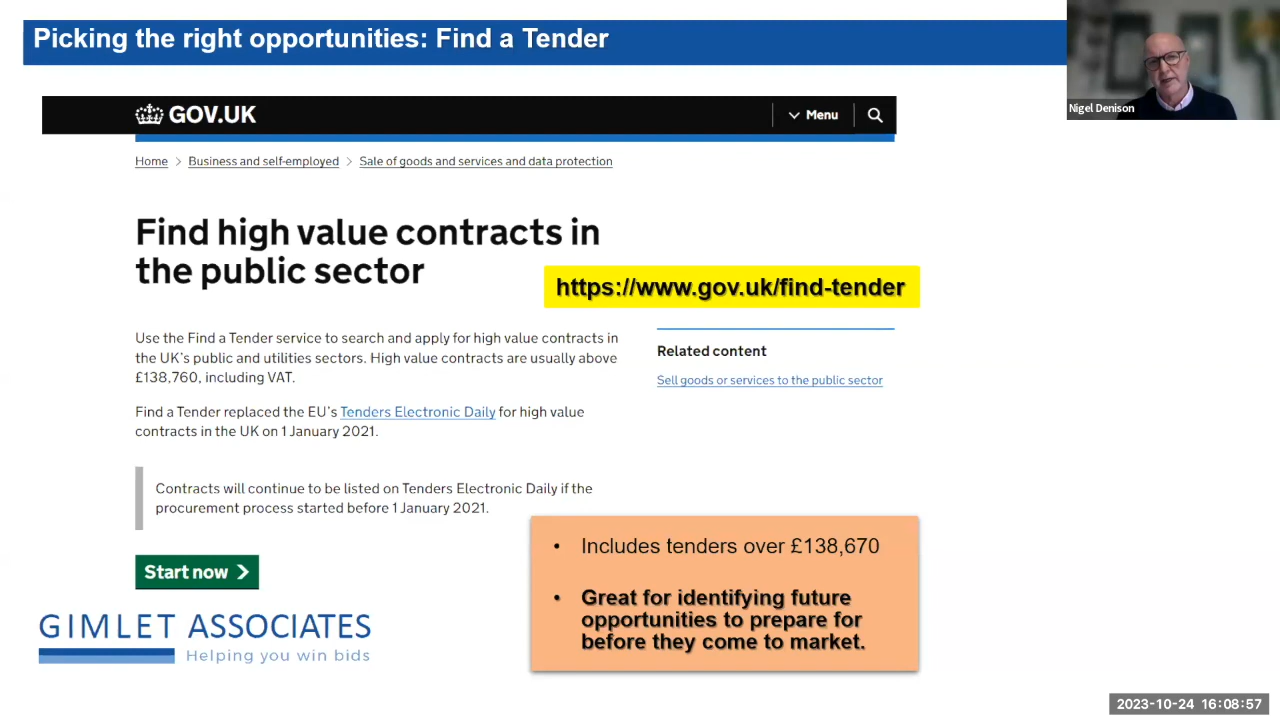 Picking the right opportunities: Find a Tender
Nigel Denison
GOV.UK
Menu
Home > Business and self-employed > Sale of goods and services and data protection
Find high value contracts in
the public sector
https://www.gov.uk/find-tender
Use the Find a Tender service to search and apply for high value contracts in
the UK's public and utilities sectors. High value contracts are usually above
£138,760, including VAT.
Related content
Sell goods or services to the public sector
Find a Tender replaced the EU's Tenders Electronic Daily for high value
contracts in the UK on 1 January 2021.
Contracts will continue to be listed on Tenders Electronic Daily if the
procurement process started before 1 January 2021.
Start now
• Includes tenders over £138,670
• Great for identifying future
opportunities to prepare for
before they come to market.
GIMLET ASSOCIATES
Helping you win bids
2023-10-24 16:08:57